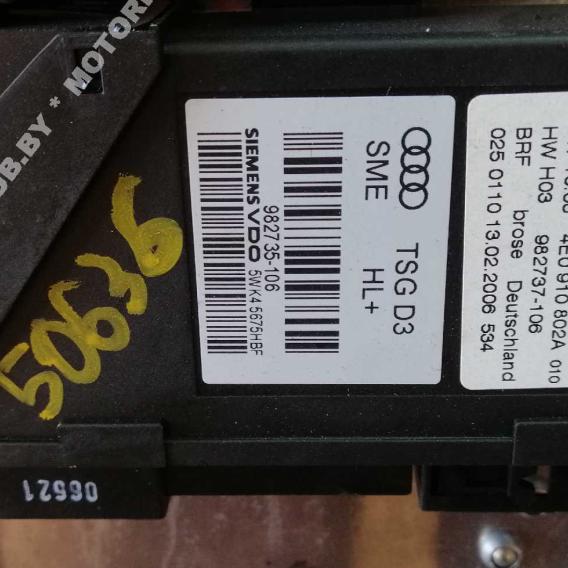 TSG D3
SME HL+
982735-106
SIEMENS VDO 5WK4 5675HBF
4E0 910 802A 010
HW H03 982737-106
BRF brose Deutschland
025 0110 13.02.2006 534
50636
06521